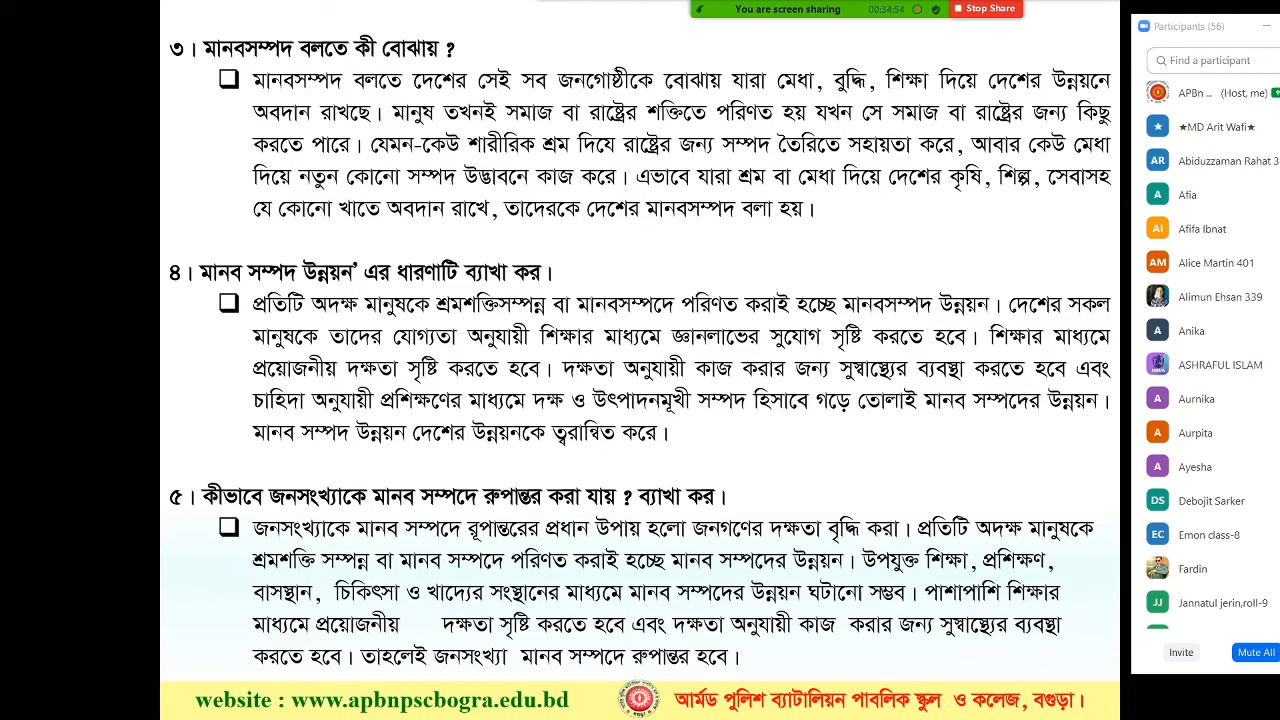 You are screen sharing 00:34:54 Stop Share
৩। মানবসম্পদ বলতে কী বোঝায় ?
মানবসম্পদ বলতে দেশের সেই সব জনগোষ্ঠীকে বোঝায় যারা মেধা, বুদ্ধি, শিক্ষা দিয়ে দেশের উন্নয়নে
অবদান রাখছে। মানুষ তখনই সমাজ বা রাষ্ট্রের শক্তিতে পরিণত হয় যখন সে সমাজ বা রাষ্ট্রের জন্য কিছু
করতে পারে। যেমন-কেউ শারীরিক শ্রম দিযে রাষ্ট্রের জন্য সম্পদ তৈরিতে সহায়তা করে, আবার কেউ মেধা
দিয়ে নতুন কোনো সম্পদ উদ্ভাবনে কাজ করে। এভাবে যারা শ্রম বা মেধা দিয়ে দেশের কৃষি, শিল্প, সেবাসহ
যে কোনো খাতে অবদান রাখে, তাদেরকে দেশের মানবসম্পদ বলা হয়।
৪। মানব সম্পদ উন্নয়ন’ এর ধারণাটি ব্যাখা কর।
প্রতিটি অদক্ষ মানুষকে শ্রমশক্তিসম্পন্ন বা মানবসম্পদে পরিণত করাই হচ্ছে মানবসম্পদ উন্নয়ন। দেশের সকল
মানুষকে তাদের যোগ্যতা অনুযায়ী শিক্ষার মাধ্যমে জ্ঞানলাভের সুযোগ সৃষ্টি করতে হবে। শিক্ষার মাধ্যমে
প্রয়োজনীয় দক্ষতা সৃষ্টি করতে হবে। দক্ষতা অনুযায়ী কাজ করার জন্য সুস্বাস্থ্যের ব্যবস্থা করতে হবে এবং
চাহিদা অনুযায়ী প্রশিক্ষণের মাধ্যমে দক্ষ ও উৎপাদনমূখী সম্পদ হিসাবে গড়ে তোলাই মানব সম্পদের উন্নয়ন।
মানব সম্পদ উন্নয়ন দেশের উন্নয়নকে ত্বরান্বিত করে।
৫। কীভাবে জনসংখ্যাকে মানব সম্পদে রুপান্তর করা যায় ? ব্যাখা কর।
জনসংখ্যাকে মানব সম্পদে রূপান্তরের প্রধান উপায় হলো জনগণের দক্ষতা বৃদ্ধি করা। প্রতিটি অদক্ষ মানুষকে
শ্রমশক্তি সম্পন্ন বা মানব সম্পদে পরিণত করাই হচ্ছে মানব সম্পদের উন্নয়ন। উপযুক্ত শিক্ষা, প্রশিক্ষণ,
বাসস্থান, চিকিৎসা ও খাদ্যের সংস্থানের মাধ্যমে মানব সম্পদের উন্নয়ন ঘটানো সম্ভব। পাশাপাশি শিক্ষার
মাধ্যমে প্রয়োজনীয় দক্ষতা সৃষ্টি করতে হবে এবং দক্ষতা অনুযায়ী কাজ করার জন্য সুস্বাস্থ্যের ব্যবস্থা
করতে হবে। তাহলেই জনসংখ্যা মানব সম্পদে রুপান্তর হবে।
website : www.apbnpscbogra.edu.bd আর্মড পুলিশ ব্যাটালিয়ন পাবলিক স্কুল ও কলেজ, বগুড়া।
Participants (56)
Find a participant
APBn ... (Host, me)
★ ★MD Arit Wafi★
AR Abiduzzaman Rahat 3
A Afia
AI Afifa Ibnat
AM Alice Martin 401
Alimun Ehsan 339
A Anika
ASHRAFUL ISLAM
A Aurnika
A Aurpita
A Ayesha
DS Debojit Sarker
EC Emon class-8
Fardin
JJ Jannatul jerin,roll-9
Invite Mute All